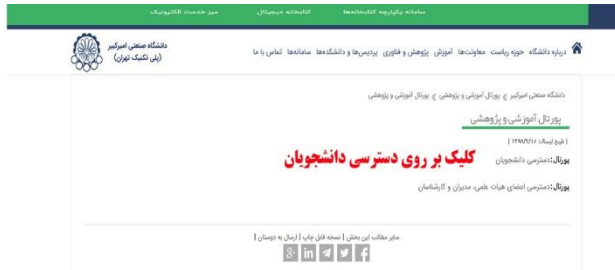 سامانه یکپارچه کتابخانه‌ها کتابخانه دیجیتال میز خدمت الکترونیک
دانشگاه صنعتی امیرکبیر
(پلی تکنیک تهران)
درباره دانشگاه حوزه ریاست معاونت‌ها آموزش پژوهش و فناوری پردیس‌ها و دانشکده‌ها سامانه‌ها تماس با ما
دانشگاه صنعتی امیرکبیر پورتال آموزشی و پژوهشی پورتال آموزشی و پژوهشی
پورتال آموزشی و پژوهشی
| تاریخ ارسال:
پورتال:دسترسی دانشجویان کلیک بر روی دسترسی دانشجویان
پورتال:دسترسی اعضای هیات علمی، مدیران و کارشناسان
سایر مطالب این بخش | نسخه قابل چاپ | ارسال به دوستان |